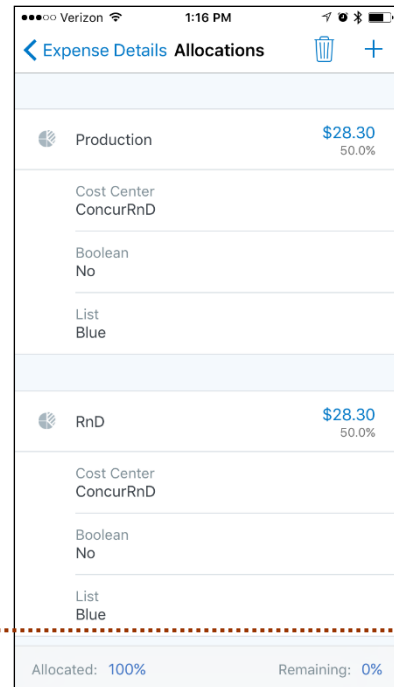 Verizon 1:16 PM
Expense Details Allocations
Production $28.30
50.0%
Cost Center
ConcurRnD
Boolean
No
List
Blue
RnD $28.30
50.0%
Cost Center
ConcurRnD
Boolean
No
List
Blue
Allocated: 100% Remaining: 0%